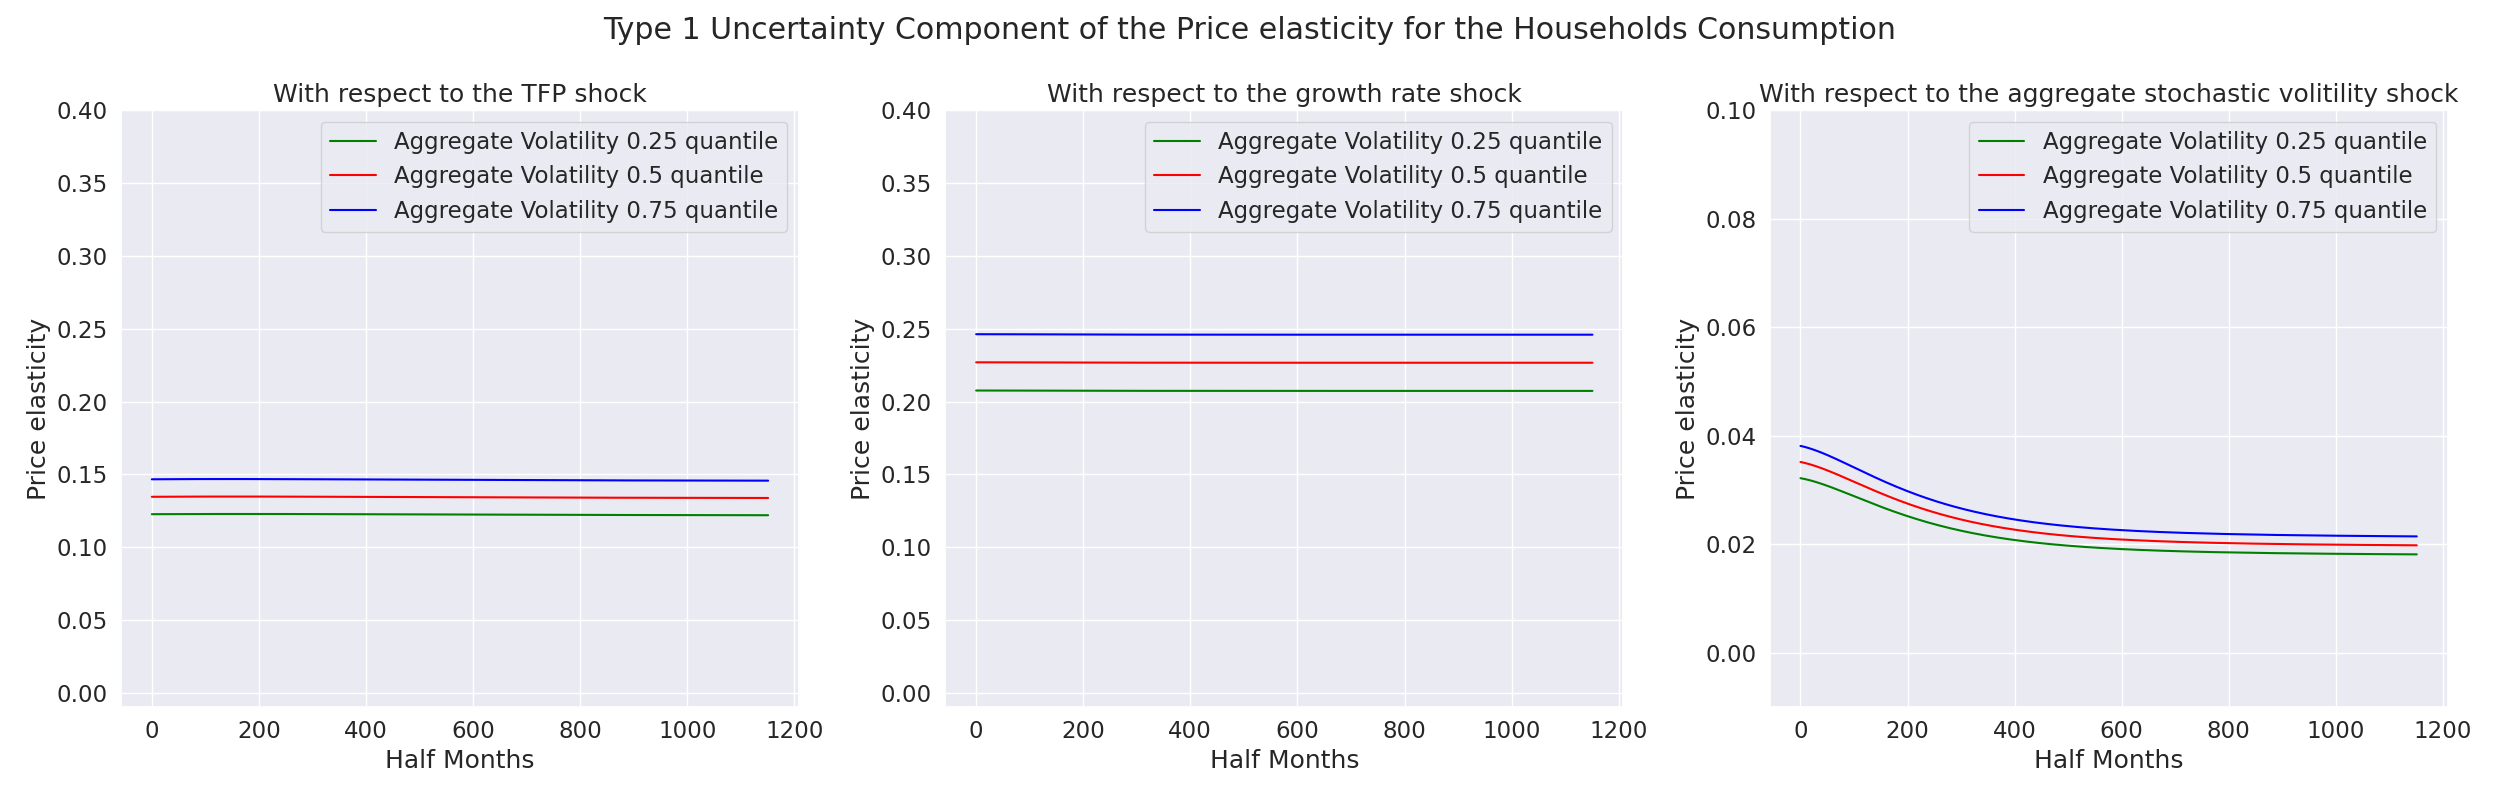 Type 1 Uncertainty Component of the Price elasticity for the Households Consumption
With respect to the TFP shock
Price elasticity
0.40
0.35
0.30
0.25
0.20
0.15
0.10
0.05
0.00
Aggregate Volatility 0.25 quantile
Aggregate Volatility 0.5 quantile
Aggregate Volatility 0.75 quantile
0 200 400 600 800 1000 1200
Half Months
With respect to the growth rate shock
Price elasticity
0.40
0.35
0.30
0.25
0.20
0.15
0.10
0.05
0.00
Aggregate Volatility 0.25 quantile
Aggregate Volatility 0.5 quantile
Aggregate Volatility 0.75 quantile
0 200 400 600 800 1000 1200
Half Months
With respect to the aggregate stochastic volitility shock
Price elasticity
0.10
0.08
0.06
0.04
0.02
0.00
Aggregate Volatility 0.25 quantile
Aggregate Volatility 0.5 quantile
Aggregate Volatility 0.75 quantile
0 200 400 600 800 1000 1200
Half Months